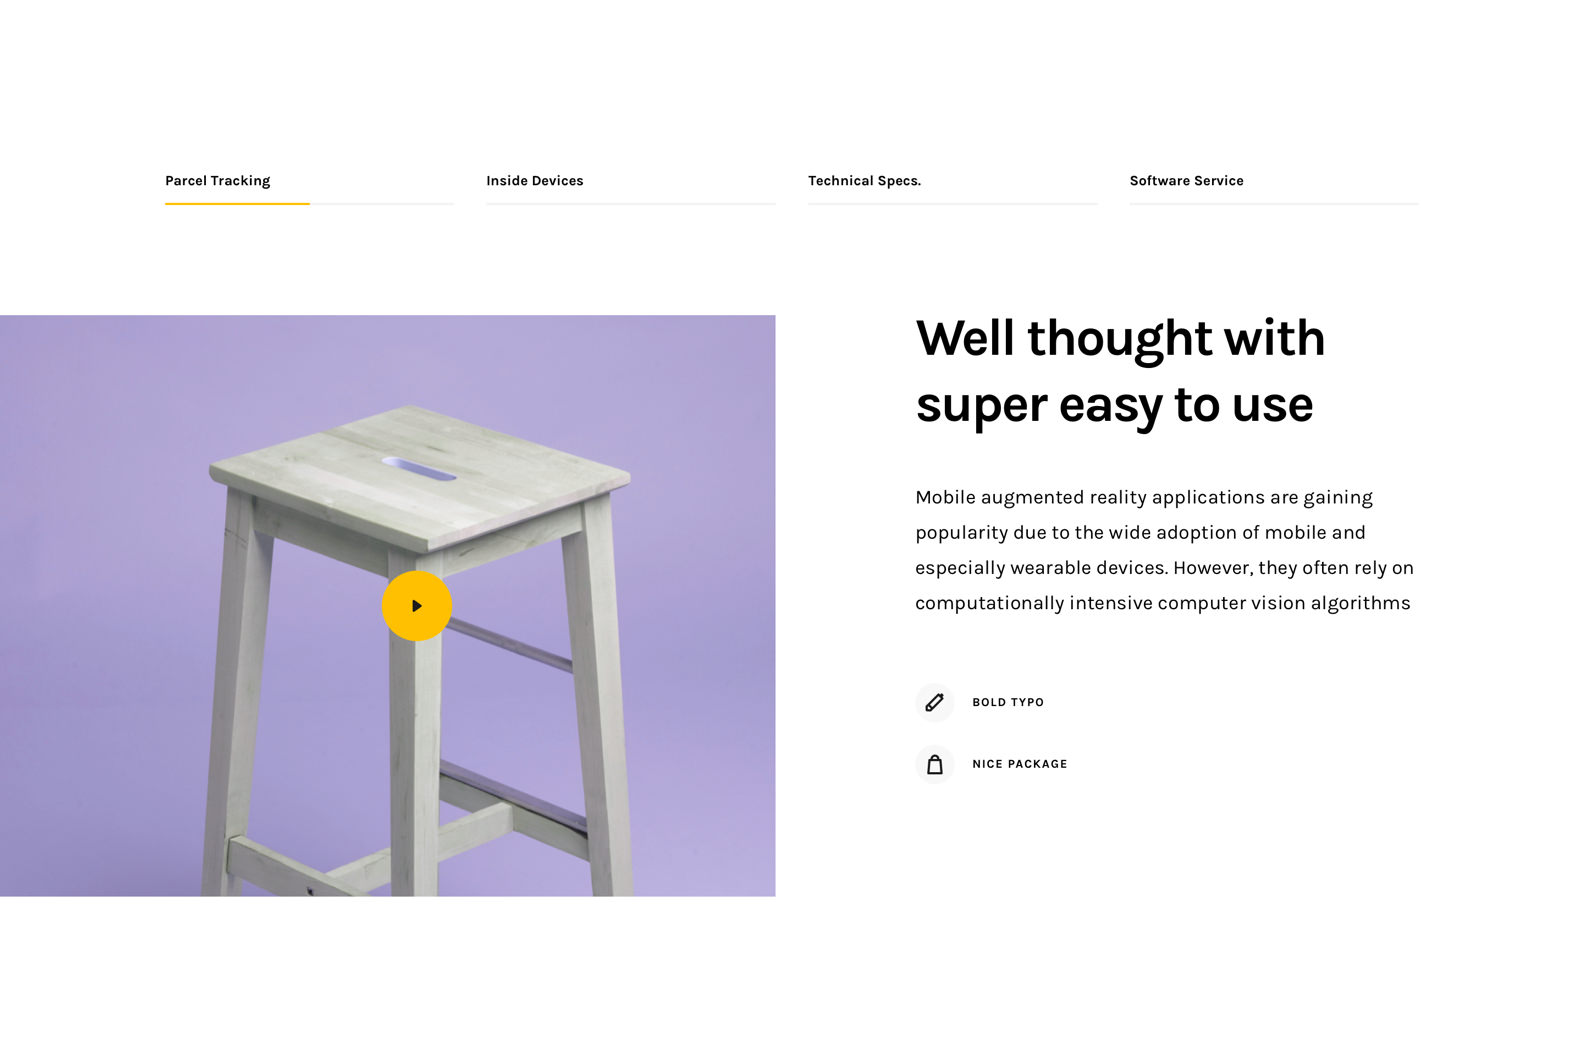 Parcel Tracking
Inside Devices
Technical Specs.
Software Service
Well thought with
super easy to use
Mobile augmented reality applications are gaining
popularity due to the wide adoption of mobile and
especially wearable devices. However, they often rely on
computationally intensive computer vision algorithms
BOLD TYPO
NICE PACKAGE